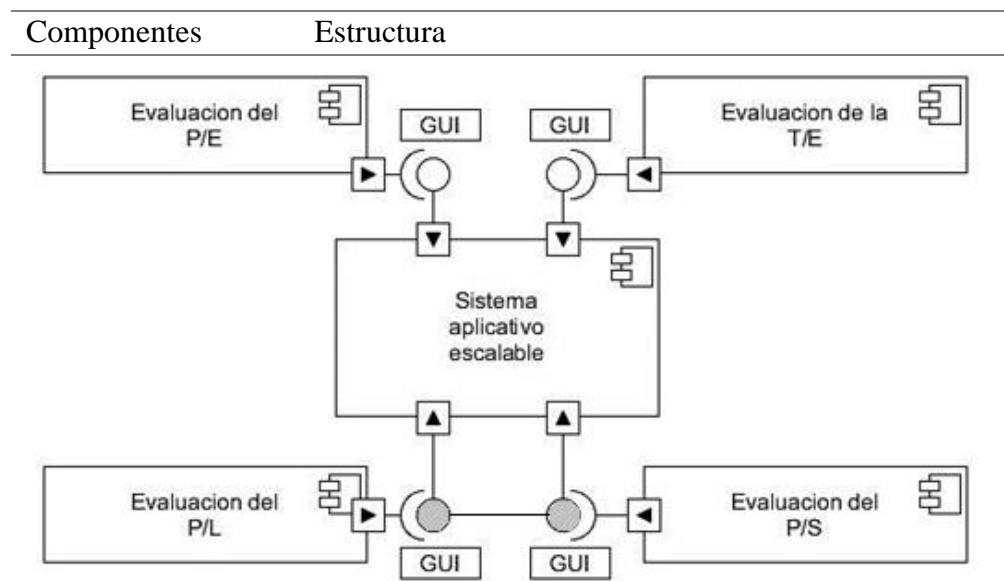 Componentes Estructura
Evaluacion del
P/E
GUI
GUI
Evaluacion de la
T/E
Sistema
aplicativo
escalable
Evaluacion del
P/L
GUI
GUI
Evaluacion del
P/S